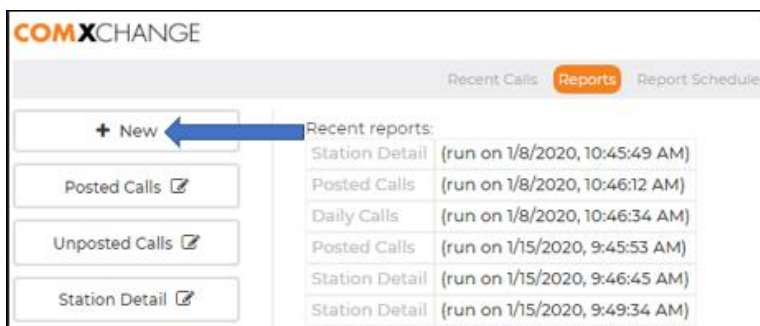 COMXCHANGE
Recent Calls Reports Report Schedule
+ New
Posted Calls
Unposted Calls
Station Detail
Recent reports:
Station Detail (run on 1/8/2020, 10:45:49 AM)
Posted Calls (run on 1/8/2020, 10:46:12 AM)
Daily Calls (run on 1/8/2020, 10:46:34 AM)
Posted Calls (run on 1/15/2020, 9:45:53 AM)
Station Detail (run on 1/15/2020, 9:46:45 AM)
Station Detail (run on 1/15/2020, 9:49:34 AM)